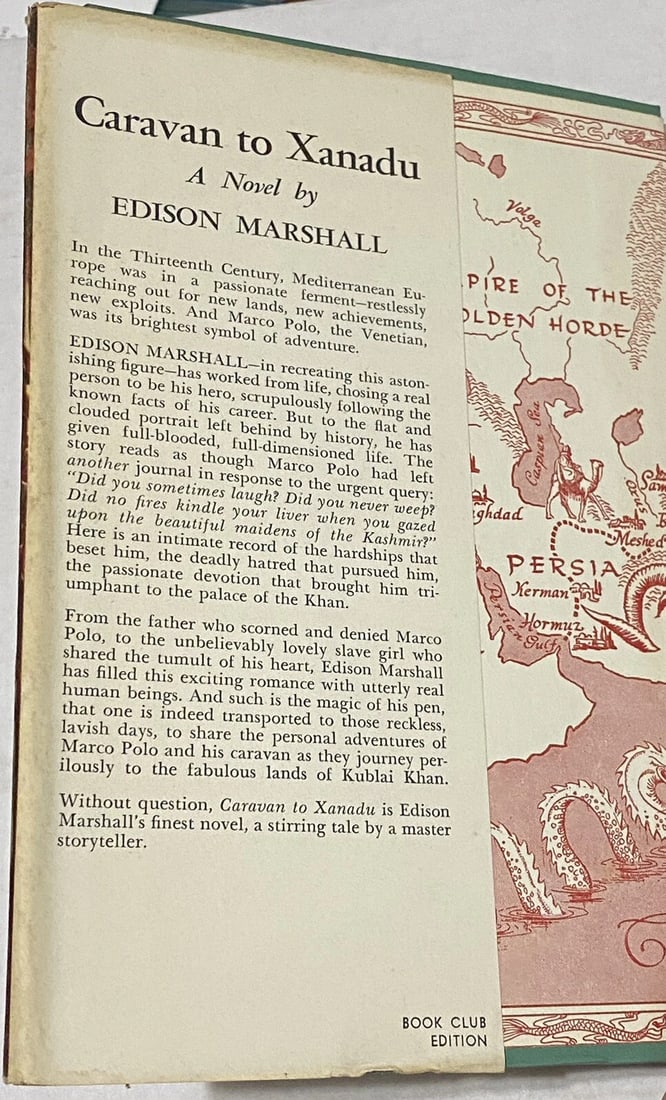 Caravan to Xanadu
A Novel by
EDISON MARSHALL
In the Thirteenth Century, Mediterranean Eu-
rope was in a passionate ferment—restlessly
reaching out for new lands, new achievements,
new exploits. And Marco Polo, the Venetian,
was its brightest symbol of adventure.
EDISON MARSHALL—in recreating this aston-
ishing figure—has worked from life, chosing a real
person to be his hero, scrupulously following the
known facts of his career. But to the flat and
clouded portrait left behind by history, he has
given full-blooded, full-dimensioned life. The
story reads as though Marco Polo had left
another journal in response to the urgent query:
"Did you sometimes laugh? Did you never weep?
Did no fires kindle your liver when you gazed
upon the beautiful maidens of the Kashmir?"
Here is an intimate record of the hardships that
beset him, the deadly hatred that pursued him,
the passionate devotion that brought him tri-
umphant to the palace of the Khan.
From the father who scorned and denied Marco
Polo, to the unbelievably lovely slave girl who
shared the tumult of his heart, Edison Marshall
has filled this exciting romance with utterly real
human beings. And such is the magic of his pen,
that one is indeed transported to those reckless,
lavish days, to share the personal adventures of
Marco Polo and his caravan as they journey per-
ilously to the fabulous lands of Kublai Khan.
Without question, Caravan to Xanadu is Edison
Marshall's finest novel, a stirring tale by a master
storyteller.
BOOK CLUB
EDITION
Volga
PIRE OF THE
OLDEN HORDE
Caspian Sea
Sam
Oxus
ghdad
B
Meshed
PERSIA
Kerman
Persian Gulf
Hormuz